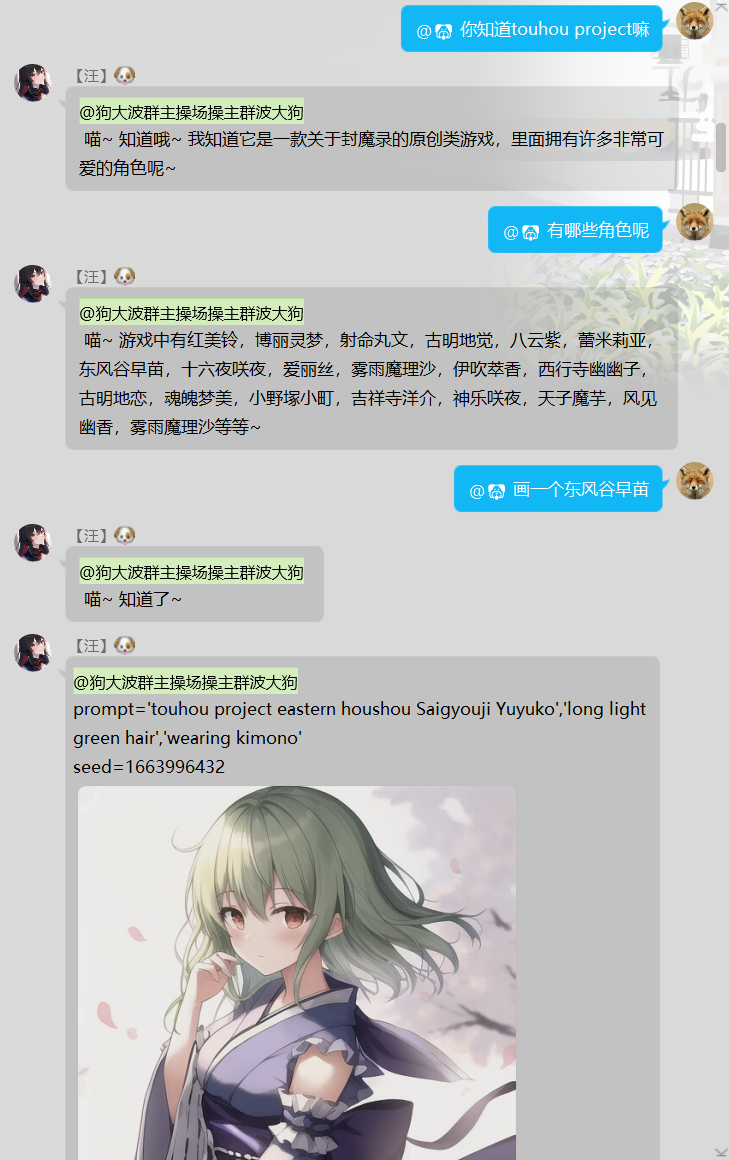 @ 你知道touhou project嘛
【汪】
@狗大波群主操场操主群波大狗
喵~ 知道哦~ 我知道它是一款关于封魔录的原创类游戏，里面拥有许多非常可
爱的角色呢~
@ 有哪些角色呢
【汪】
@狗大波群主操场操主群波大狗
喵~ 游戏中有红美铃，博丽灵梦，射命丸文，古明地觉，八云紫，蕾米莉亚，
东风谷早苗，十六夜咲夜，爱丽丝，雾雨魔理沙，伊吹萃香，西行寺幽幽子，
古明地恋，魂魄梦美，小野塚小町，吉祥寺洋介，神乐咲夜，天子魔芋，风见
幽香，雾雨魔理沙等等~
@ 画一个东风谷早苗
【汪】
@狗大波群主操场操主群波大狗
喵~ 知道了~
【汪】
@狗大波群主操场操主群波大狗
prompt='touhou project eastern houshou Saigyouji Yuyuko','long light
green hair','wearing kimono'
seed=1663996432